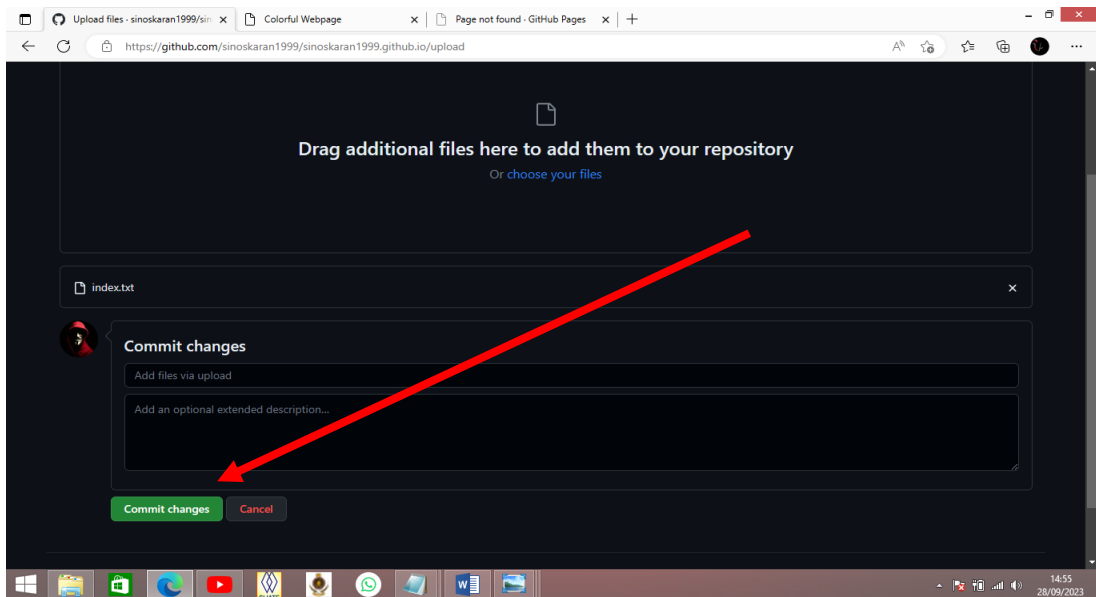 Upload files · sinoskaran1999/sin
Colorful Webpage
Page not found · GitHub Pages
https://github.com/sinoskaran1999/sinoskaran1999.github.io/upload
Drag additional files here to add them to your repository
Or choose your files
index.txt
Commit changes
Add files via upload
Add an optional extended description...
Commit changes
Cancel
14:55
28/09/2023